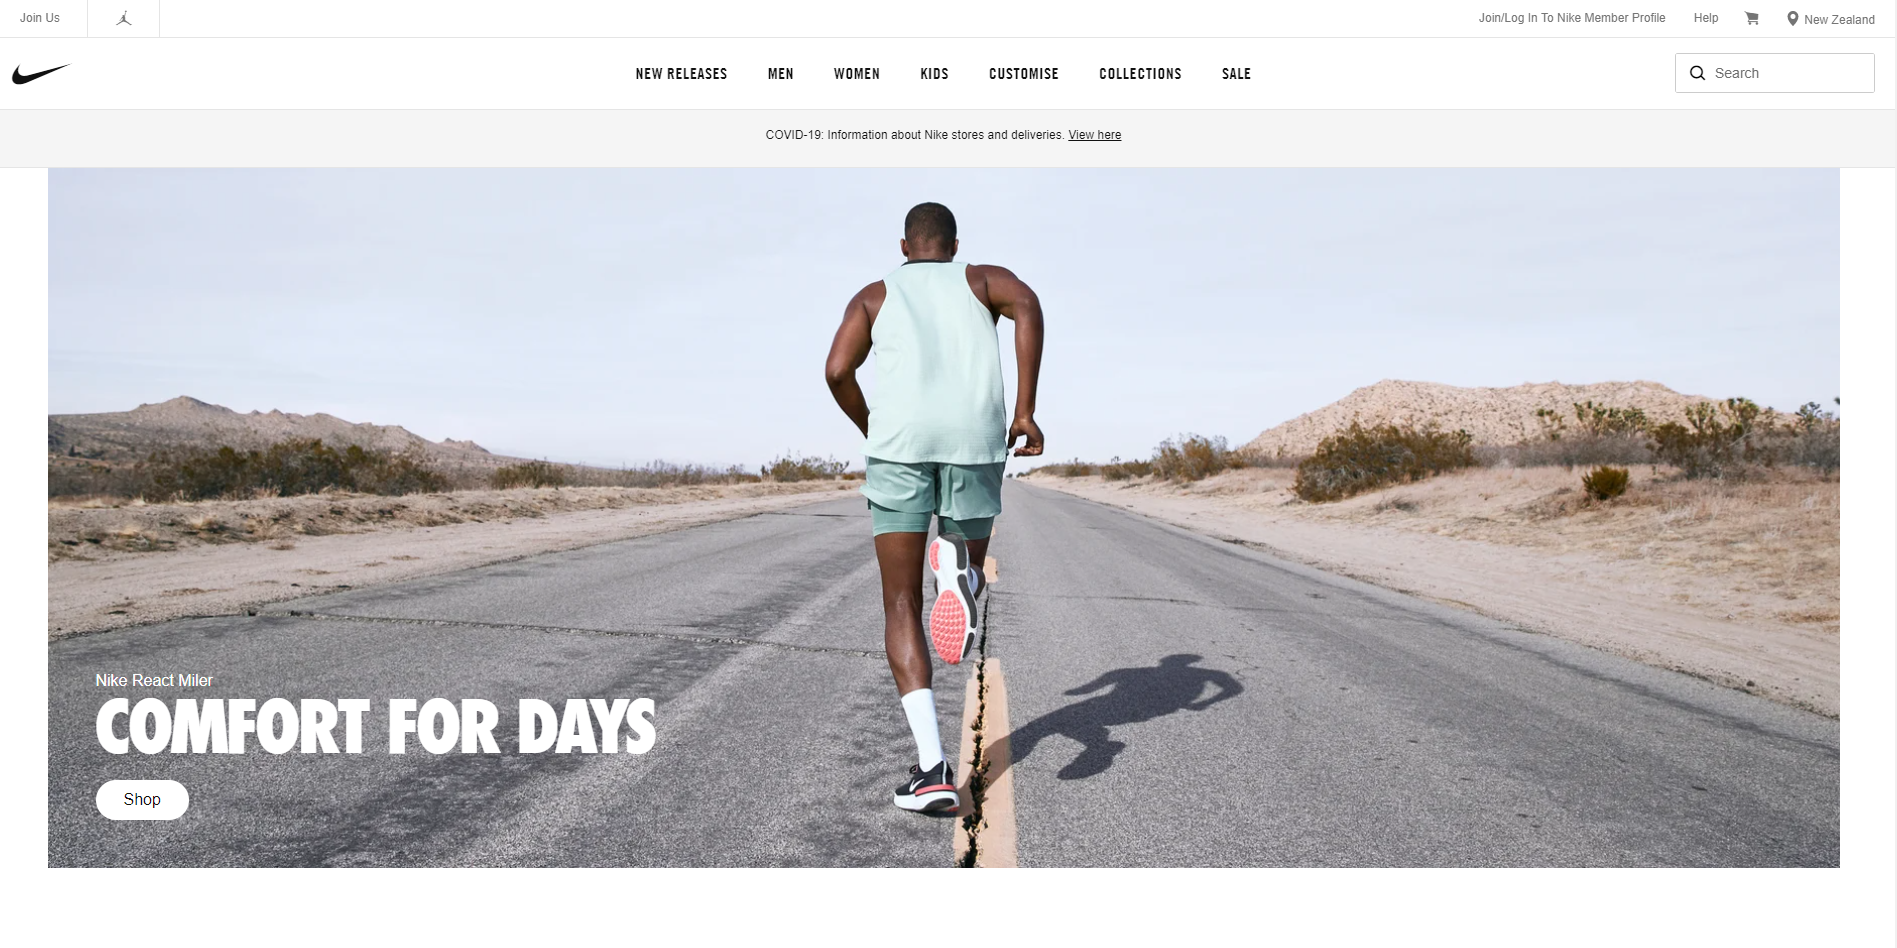 Join Us
Join/Log In To Nike Member Profile
Help
New Zealand
NEW RELEASES
MEN
WOMEN
KIDS
CUSTOMISE
COLLECTIONS
SALE
Search
COVID-19: Information about Nike stores and deliveries. View here
Nike React Miler
COMFORT FOR DAYS
Shop